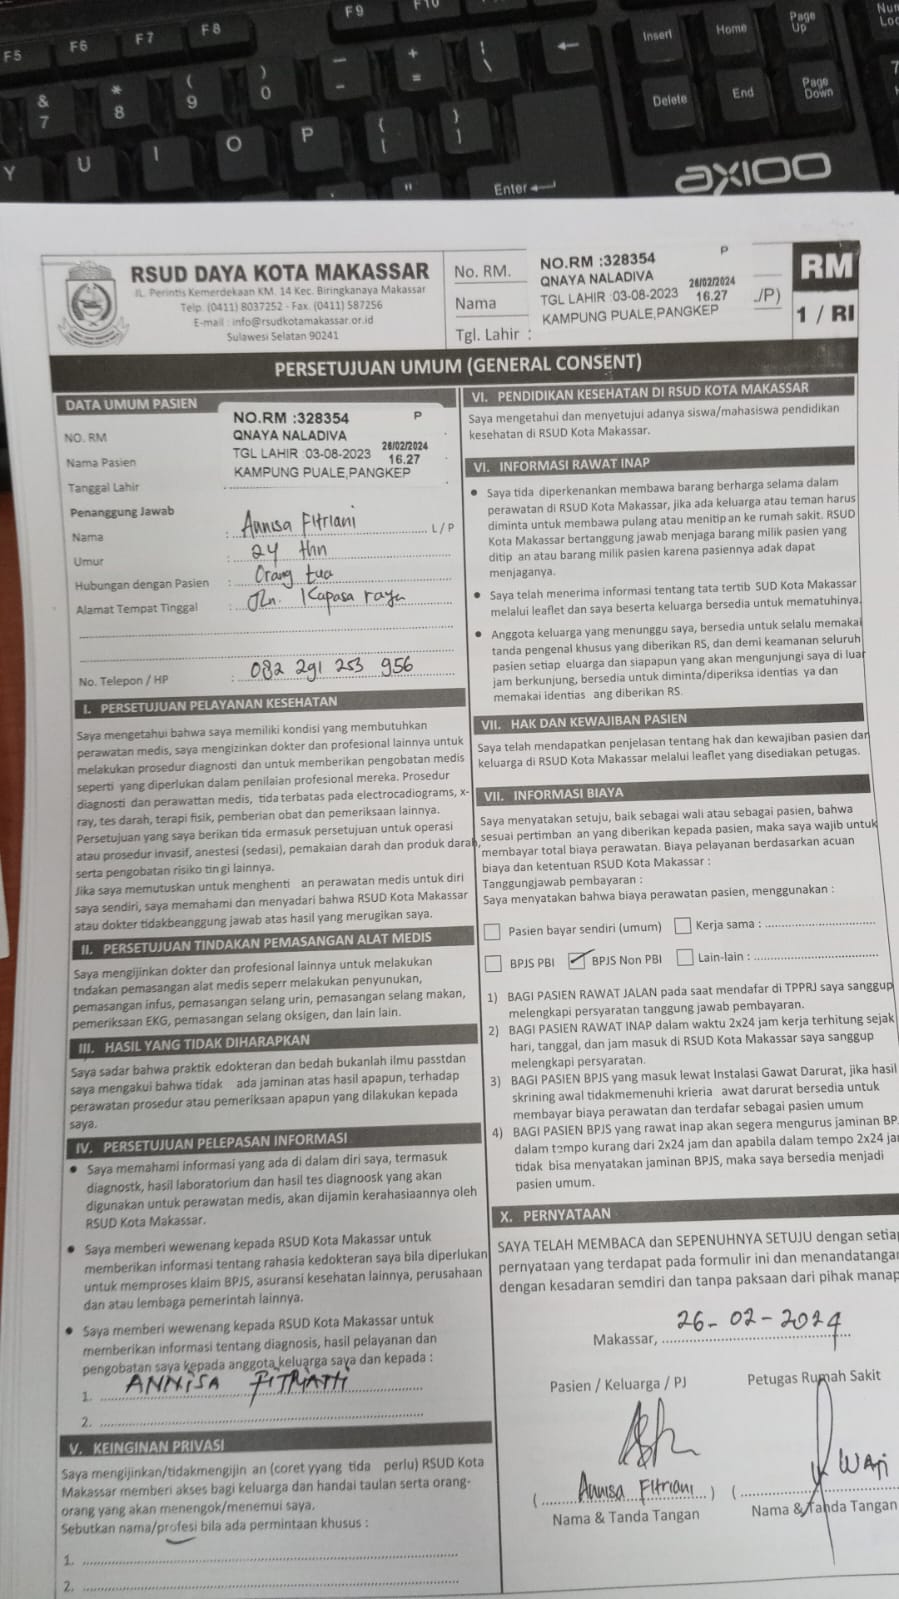 F5 F6 F7 F8 F9 F10
& 7 * 8 ( 9 ) 0 _ - + = ¦ \ ←
Insert Home Page Up Num Loc
Delete End Page Down 7
Y U I O P { [ } ]
" Enter
AXIOO
RSUD DAYA KOTA MAKASSAR
JL. Perintis Kemerdekaan KM. 14 Kec. Biringkanaya Makassar
Telp. (0411) 8037252 - Fax. (0411) 587256
E-mail : info@rsudkotamakassar.or.id
Sulawesi Selatan 90241
No. RM.
Nama
Tgl. Lahir :
NO.RM :328354 P
QNAYA NALADIVA
TGL LAHIR :03-08-2023 26/02/2024 16.27
KAMPUNG PUALE,PANGKEP
/P)
RM
1 / RI
PERSETUJUAN UMUM (GENERAL CONSENT)
DATA UMUM PASIEN
NO. RM
Nama Pasien
Tanggal Lahir
NO.RM :328354 P
QNAYA NALADIVA
TGL LAHIR :03-08-2023 26/02/2024 16.27
KAMPUNG PUALE,PANGKEP
Penanggung Jawab
Nama : Annisa Fitriani L / P
Umur : 24 thn
Hubungan dengan Pasien : Orang tua
Alamat Tempat Tinggal : Jln. Kapasa raya
No. Telepon / HP : 082 291 253 956
I. PERSETUJUAN PELAYANAN KESEHATAN
Saya mengetahui bahwa saya memiliki kondisi yang membutuhkan
perawatan medis, saya mengizinkan dokter dan profesional lainnya untuk
melakukan prosedur diagnosti dan untuk memberikan pengobatan medis
seperti yang diperlukan dalam penilaian profesional mereka. Prosedur
diagnosti dan perawattan medis, tida terbatas pada electrocadiograms, x-
ray, tes darah, terapi fisik, pemberian obat dan pemeriksaan lainnya.
Persetujuan yang saya berikan tida ermasuk persetujuan untuk operasi
atau prosedur invasif, anestesi (sedasi), pemakaian darah dan produk darah,
serta pengobatan risiko tin gi lainnya.
Jika saya memutuskan untuk menghenti an perawatan medis untuk diri
saya sendiri, saya memahami dan menyadari bahwa RSUD Kota Makassar
atau dokter tidakbeanggung jawab atas hasil yang merugikan saya.
II. PERSETUJUAN TINDAKAN PEMASANGAN ALAT MEDIS
Saya mengijinkan dokter dan profesional lainnya untuk melakukan
tndakan pemasangan alat medis seperr melakukan penyunukan,
pemasangan infus, pemasangan selang urin, pemasangan selang makan,
pemeriksaan EKG, pemasangan selang oksigen, dan lain lain.
III. HASIL YANG TIDAK DIHARAPKAN
Saya sadar bahwa praktik edokteran dan bedah bukanlah ilmu passtdan
saya mengakui bahwa tidak ada jaminan atas hasil apapun, terhadap
perawatan prosedur atau pemeriksaan apapun yang dilakukan kepada
saya.
IV. PERSETUJUAN PELEPASAN INFORMASI
• Saya memahami informasi yang ada di dalam diri saya, termasuk
diagnostk, hasil laboratorium dan hasil tes diagnoosk yang akan
digunakan untuk perawatan medis, akan dijamin kerahasiaannya oleh
RSUD Kota Makassar.
• Saya memberi wewenang kepada RSUD Kota Makassar untuk
memberikan informasi tentang rahasia kedokteran saya bila diperlukan
untuk memproses klaim BPJS, asuransi kesehatan lainnya, perusahaan
dan atau lembaga pemerintah lainnya.
• Saya memberi wewenang kepada RSUD Kota Makassar untuk
memberikan informasi tentang diagnosis, hasil pelayanan dan
pengobatan saya kepada anggota keluarga saya dan kepada :
1. ANNISA FITRIANI
2.
V. KEINGINAN PRIVASI
Saya mengijinkan/tidakmengijin an (coret yyang tida perlu) RSUD Kota
Makassar memberi akses bagi keluarga dan handai taulan serta orang-
orang yang akan menengok/menemui saya.
Sebutkan nama/profesi bila ada permintaan khusus :
1.
2.
VI. PENDIDIKAN KESEHATAN DI RSUD KOTA MAKASSAR
Saya mengetahui dan menyetujui adanya siswa/mahasiswa pendidikan
kesehatan di RSUD Kota Makassar.
VI. INFORMASI RAWAT INAP
• Saya tida diperkenankan membawa barang berharga selama dalam
perawatan di RSUD Kota Makassar, jika ada keluarga atau teman harus
diminta untuk membawa pulang atau menitip an ke rumah sakit. RSUD
Kota Makassar bertanggung jawab menjaga barang milik pasien yang
ditip an atau barang milik pasien karena pasiennya adak dapat
menjaganya.
• Saya telah menerima informasi tentang tata tertib SUD Kota Makassar
melalui leaflet dan saya beserta keluarga bersedia untuk mematuhinya.
• Anggota keluarga yang menunggu saya, bersedia untuk selalu memakai
tanda pengenal khusus yang diberikan RS, dan demi keamanan seluruh
pasien setiap eluarga dan siapapun yang akan mengunjungi saya di luar
jam berkunjung, bersedia untuk diminta/diperiksa identias ya dan
memakai identias ang diberikan RS.
VII. HAK DAN KEWAJIBAN PASIEN
Saya telah mendapatkan penjelasan tentang hak dan kewajiban pasien dan
keluarga di RSUD Kota Makassar melalui leaflet yang disediakan petugas.
VII. INFORMASI BIAYA
Saya menyatakan setuju, baik sebagai wali atau sebagai pasien, bahwa
sesuai pertimban an yang diberikan kepada pasien, maka saya wajib untuk
membayar total biaya perawatan. Biaya pelayanan berdasarkan acuan
biaya dan ketentuan RSUD Kota Makassar :
Tanggungjawab pembayaran :
Saya menyatakan bahwa biaya perawatan pasien, menggunakan :
Pasien bayar sendiri (umum) Kerja sama :
BPJS PBI ✓ BPJS Non PBI Lain-lain :
1) BAGI PASIEN RAWAT JALAN pada saat mendafar di TPPRJ saya sanggup
melengkapi persyaratan tanggung jawab pembayaran.
2) BAGI PASIEN RAWAT INAP dalam waktu 2x24 jam kerja terhitung sejak
hari, tanggal, dan jam masuk di RSUD Kota Makassar saya sanggup
melengkapi persyaratan.
3) BAGI PASIEN BPJS yang masuk lewat Instalasi Gawat Darurat, jika hasil
skrining awal tidakmemenuhi krieria awat darurat bersedia untuk
membayar biaya perawatan dan terdafar sebagai pasien umum
4) BAGI PASIEN BPJS yang rawat inap akan segera mengurus jaminan BP
dalam tempo kurang dari 2x24 jam dan apabila dalam tempo 2x24 ja
tidak bisa menyatakan jaminan BPJS, maka saya bersedia menjadi
pasien umum.
X. PERNYATAAN
SAYA TELAH MEMBACA dan SEPENUHNYA SETUJU dengan setia
pernyataan yang terdapat pada formulir ini dan menandatangan
dengan kesadaran semdiri dan tanpa paksaan dari pihak manap
Makassar, 26-02-2024
Pasien / Keluarga / PJ Petugas Rumah Sakit
( Annisa Fitriani ) ( WAN
Nama & Tanda Tangan Nama & Tanda Tangan